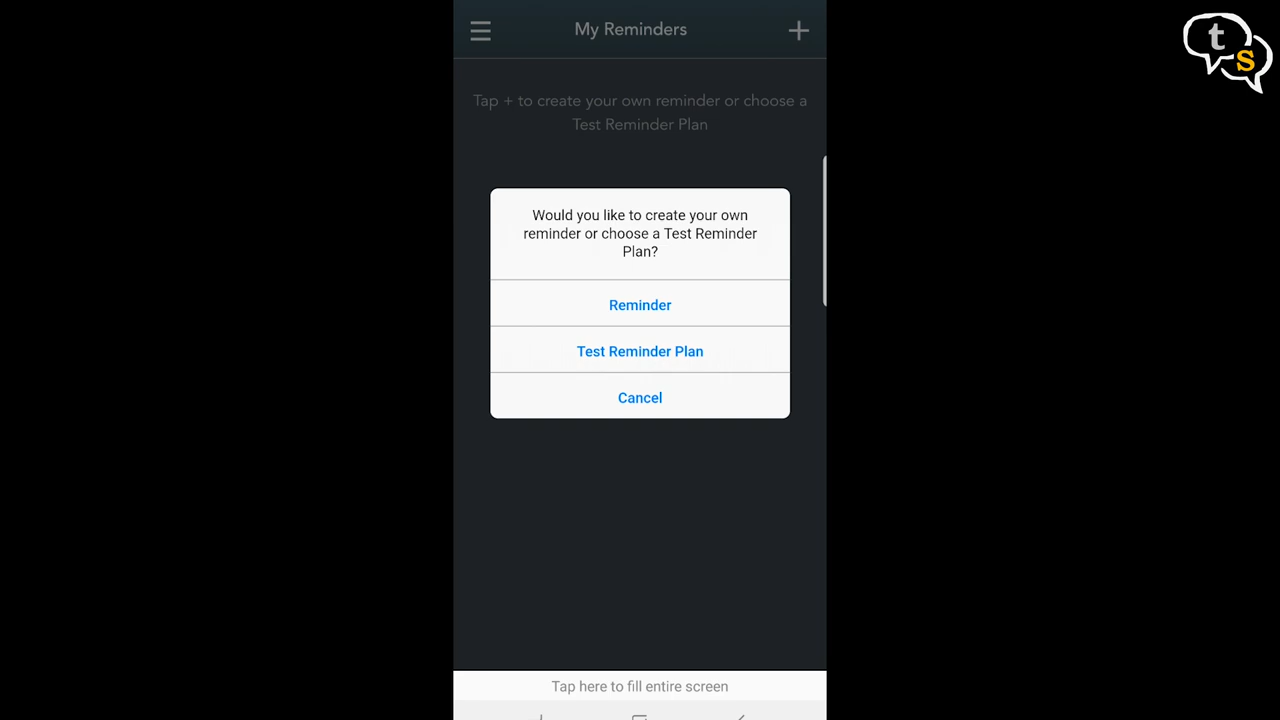 My Reminders
Tap + to create your own reminder or choose a
Test Reminder Plan
Would you like to create your own
reminder or choose a Test Reminder
Plan?
Reminder
Test Reminder Plan
Cancel
Tap here to fill entire screen
t
s